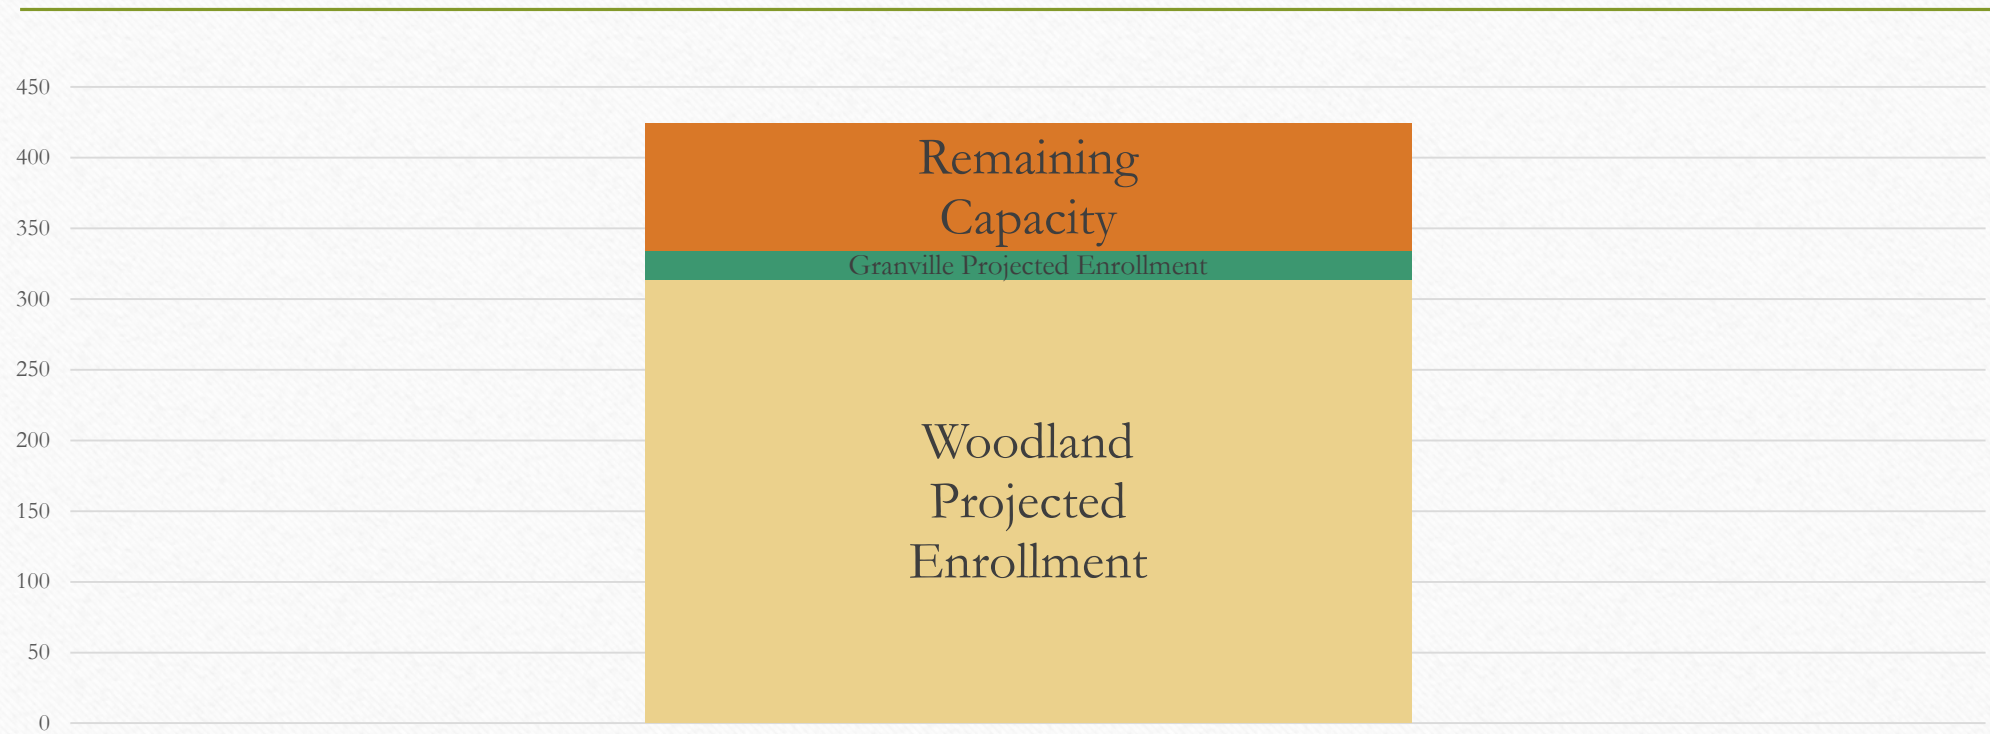 450
400
350
300
250
200
150
100
50
0
Remaining
Capacity
Granville Projected Enrollment
Woodland
Projected
Enrollment